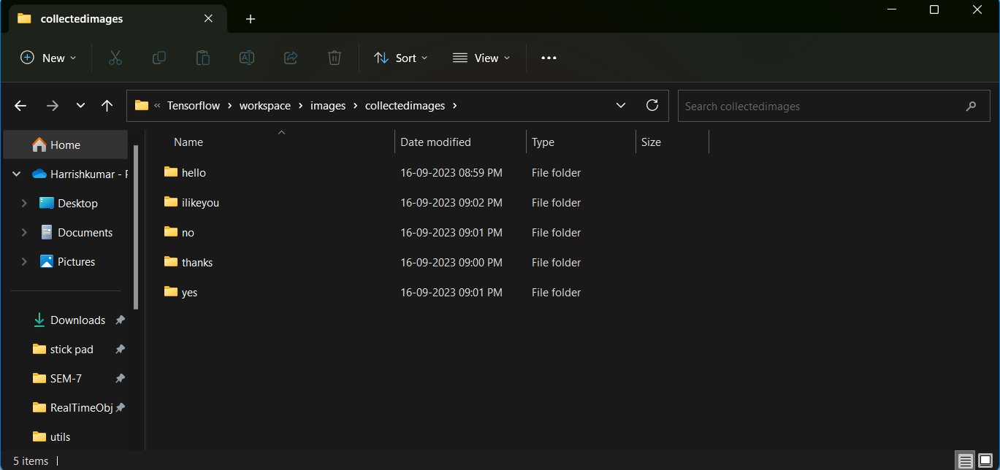 collectedimages
New
Sort
View
« Tensorflow > workspace > images > collectedimages >
Search collectedimages
Name Date modified Type Size
hello 16-09-2023 08:59 PM File folder
ilikeyou 16-09-2023 09:02 PM File folder
no 16-09-2023 09:01 PM File folder
thanks 16-09-2023 09:00 PM File folder
yes 16-09-2023 09:01 PM File folder
Home
Harrishkumar -
Desktop
Documents
Pictures
Downloads
stick pad
SEM-7
RealTimeObj
utils
5 items